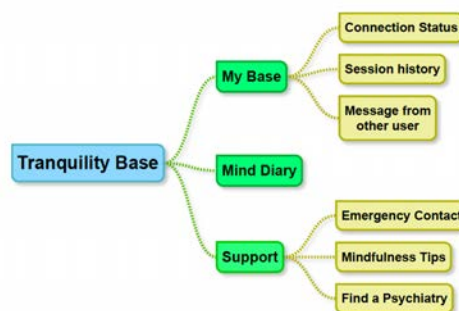 Tranquility Base
My Base
Connection Status
Session history
Message from
other user
Mind Diary
Support
Emergency Contact
Mindfulness Tips
Find a Psychiatry